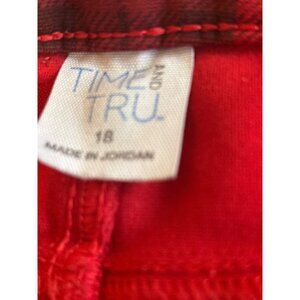 TIME AND
TRU.
18
MADE IN JORDAN